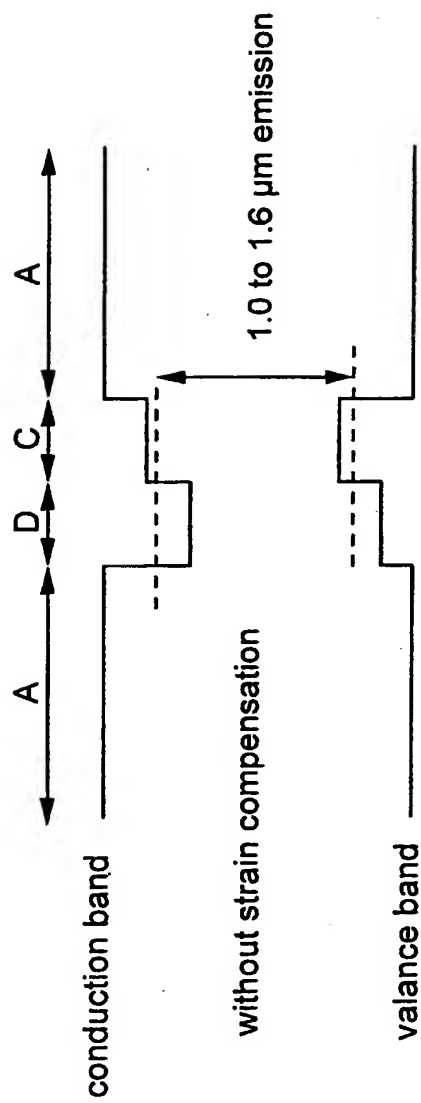 A
D
C
A
conduction band
1.0 to 1.6 µm emission
without strain compensation
valance band